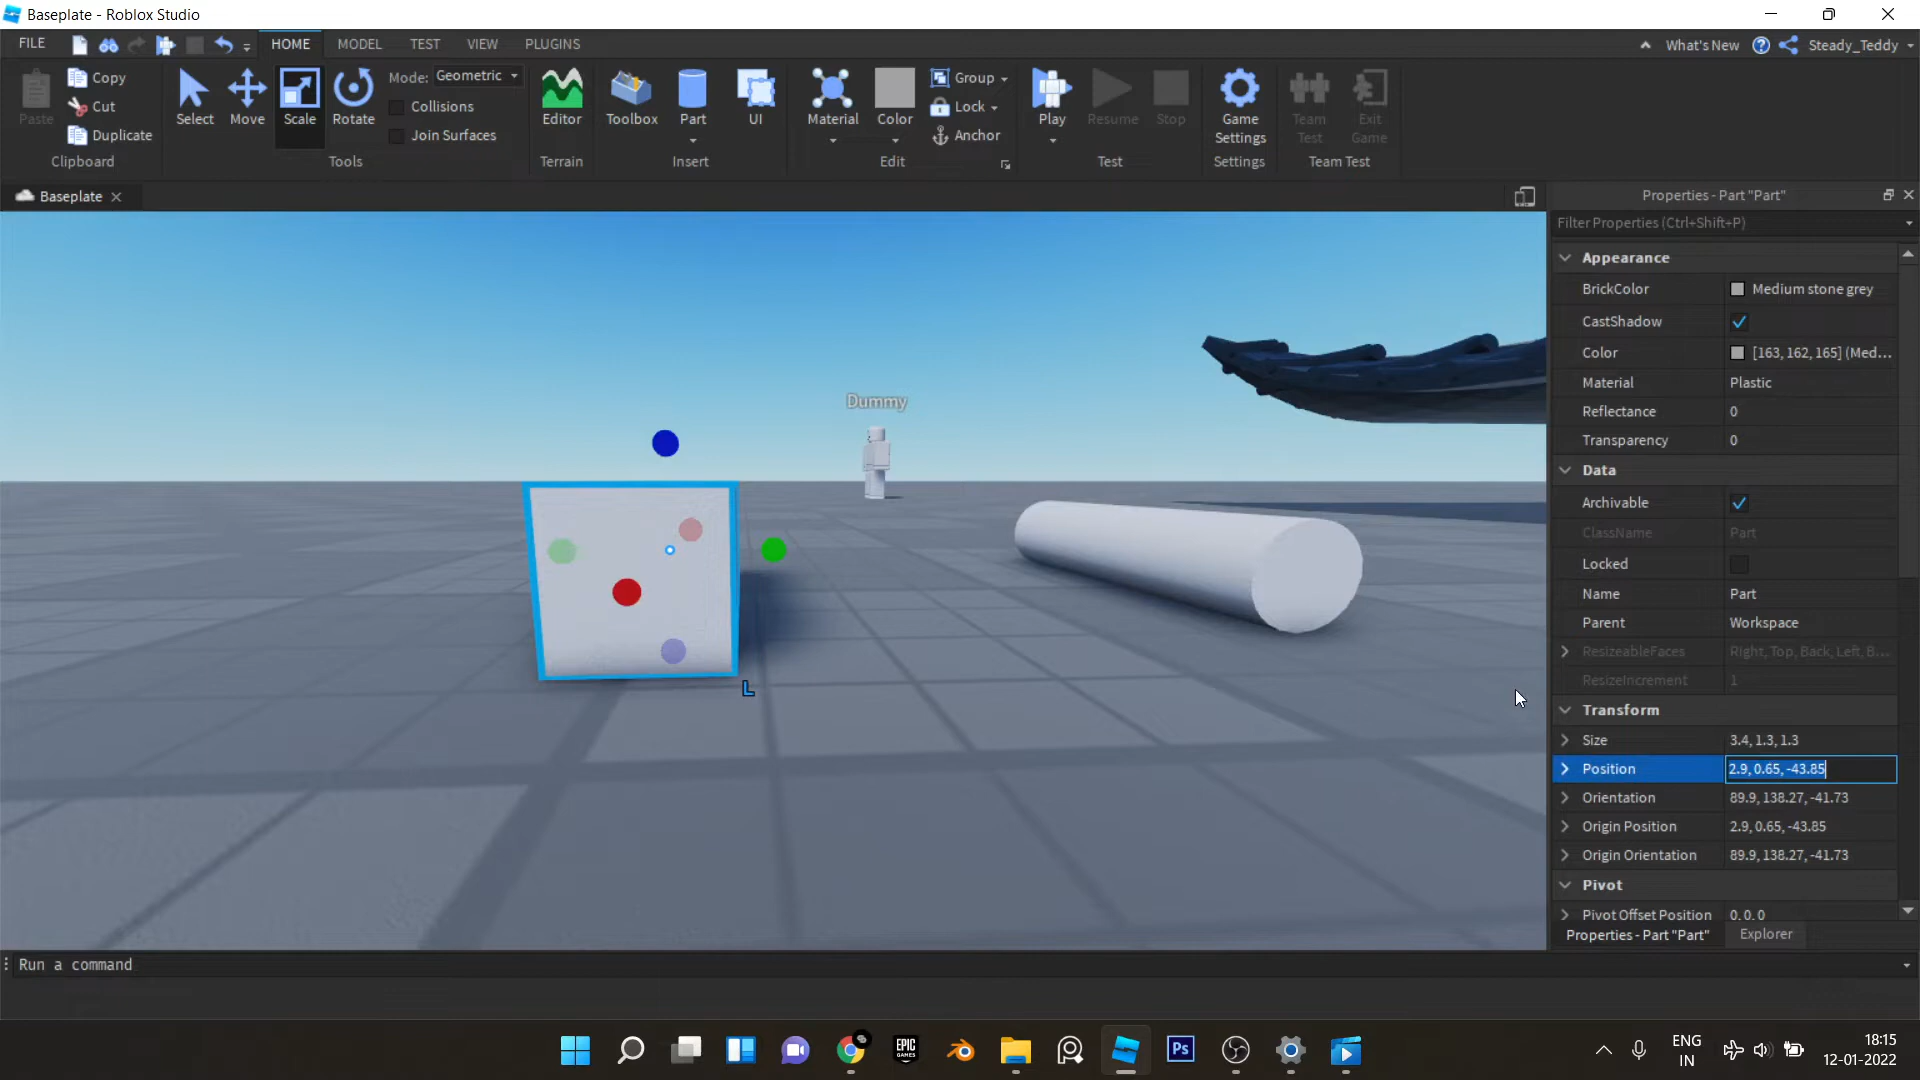 Baseplate - Roblox Studio
FILE HOME MODEL TEST VIEW PLUGINS What's New Steady_Teddy
Paste Copy Cut Duplicate
Clipboard
Select Move Scale Rotate
Mode: Geometric
Collisions
Join Surfaces
Tools
Editor
Terrain
Toolbox Part UI
Insert
Material Color Group Lock Anchor
Edit
Play Resume Stop
Test
Game Settings
Settings
Team Test Exit Game
Team Test
Baseplate
Dummy
L
Properties - Part "Part"
Filter Properties (Ctrl+Shift+P)
Appearance
BrickColor Medium stone grey
CastShadow
Color [163, 162, 165] (Med...
Material Plastic
Reflectance 0
Transparency 0
Data
Archivable
ClassName Part
Locked
Name Part
Parent Workspace
ResizeableFaces Right, Top, Back, Left, B...
ResizeIncrement 1
Transform
Size 3.4, 1.3, 1.3
Position 2.9, 0.65, -43.85
Orientation 89.9, 138.27, -41.73
Origin Position 2.9, 0.65, -43.85
Origin Orientation 89.9, 138.27, -41.73
Pivot
Pivot Offset Position 0, 0, 0
Properties - Part "Part" Explorer
Run a command
EPIC GAMES
Ps
ENG
IN
18:15
12-01-2022